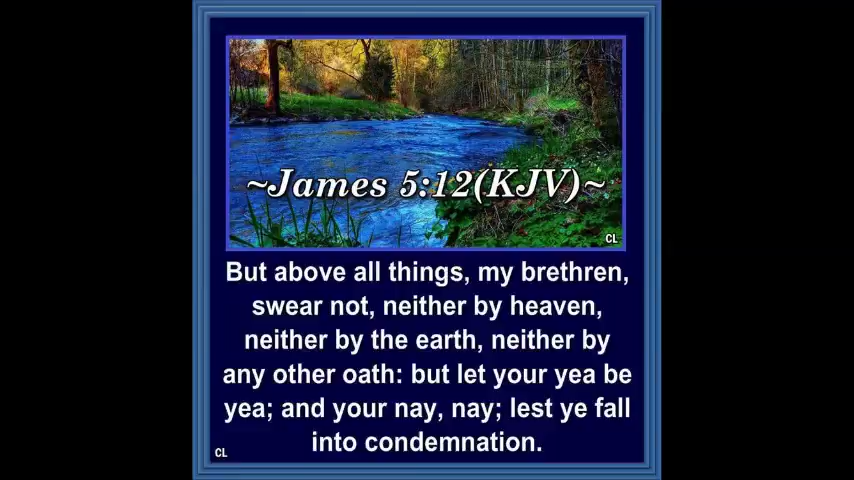 ~James 5:12(KJV)~
CL
But above all things, my brethren,
swear not, neither by heaven,
neither by the earth, neither by
any other oath: but let your yea be
yea; and your nay, nay; lest ye fall
into condemnation.
CL